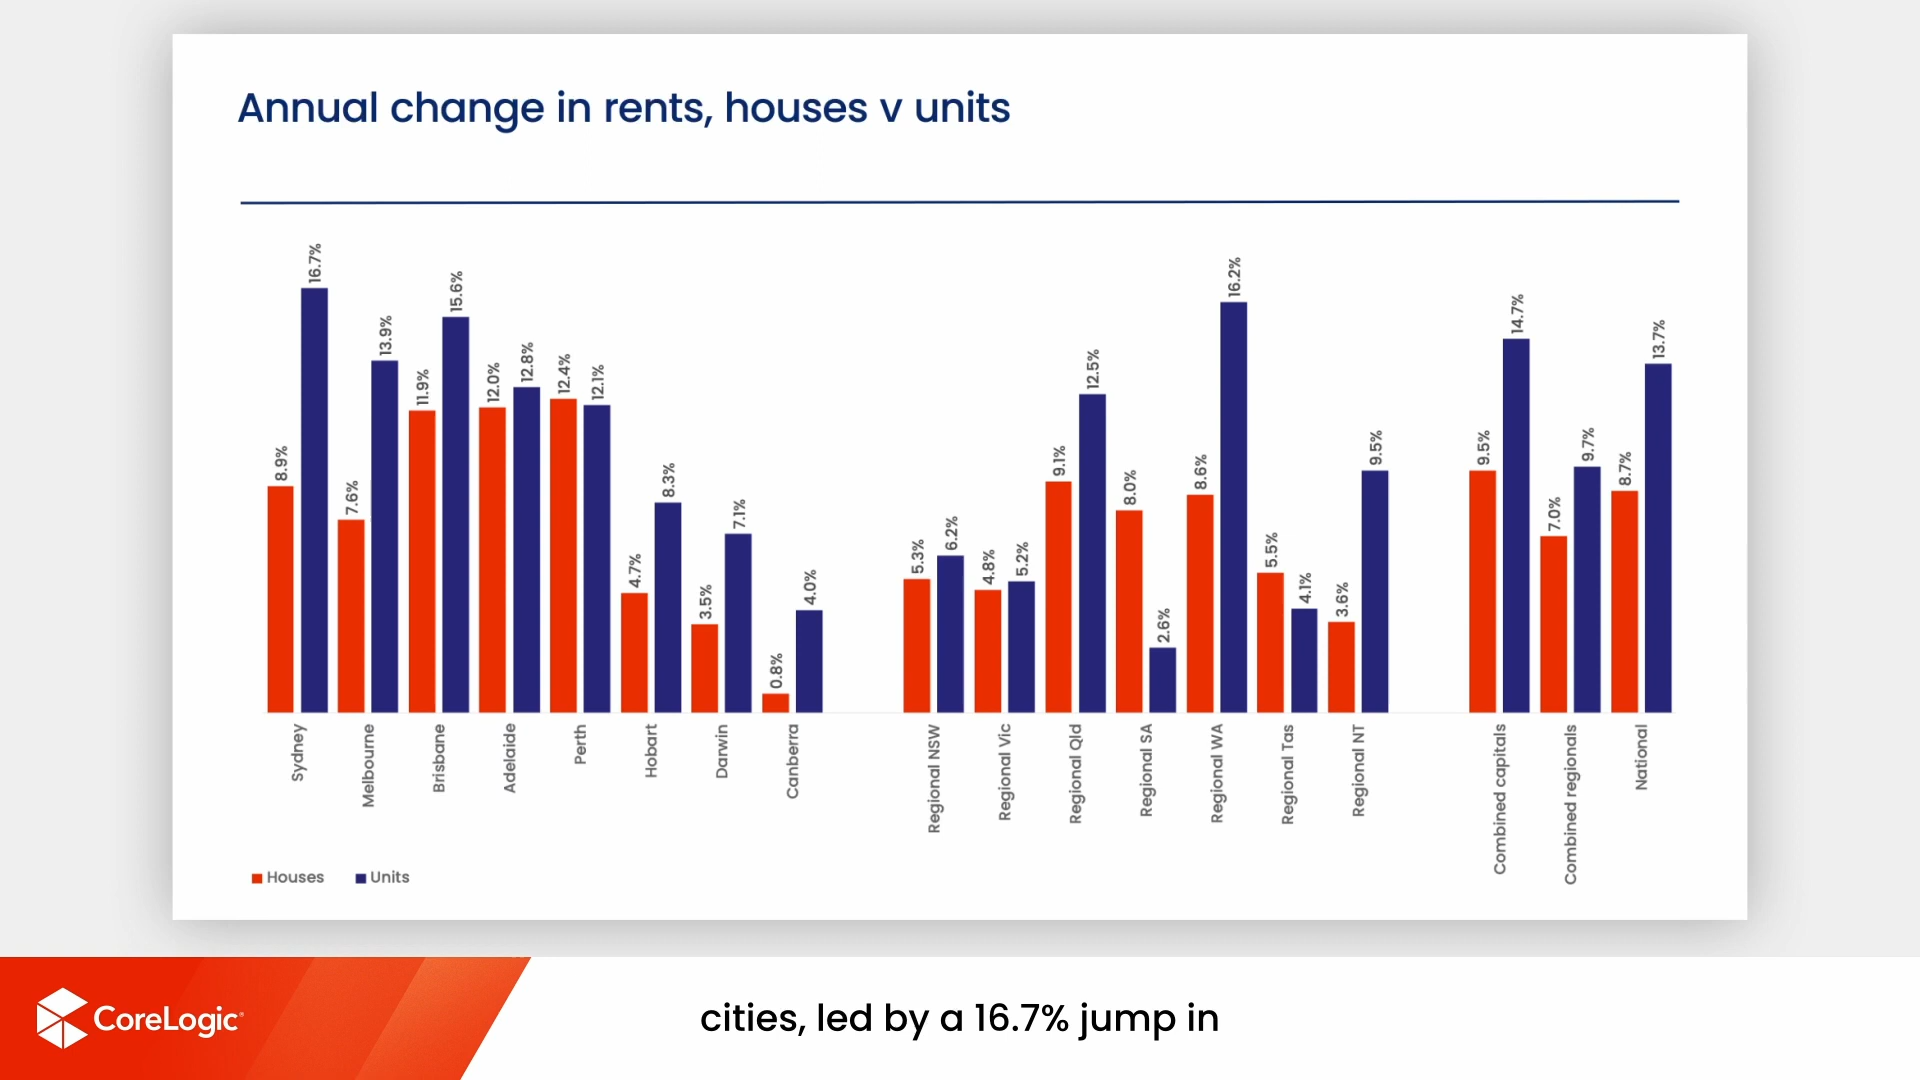 Annual change in rents, houses v units
8.9%
16.7%
7.6%
13.9%
11.9%
15.6%
12.0%
12.8%
12.4%
12.1%
4.7%
8.3%
3.5%
7.1%
0.8%
4.0%
5.3%
6.2%
4.8%
5.2%
9.1%
12.5%
8.0%
2.6%
8.6%
16.2%
5.5%
4.1%
3.6%
9.5%
9.5%
14.7%
7.0%
9.7%
8.7%
13.7%
Sydney
Melbourne
Brisbane
Adelaide
Perth
Hobart
Darwin
Canberra
Regional NSW
Regional Vic
Regional Qld
Regional SA
Regional WA
Regional Tas
Regional NT
Combined capitals
Combined regionals
National
Houses
Units
CoreLogic
cities, led by a 16.7% jump in